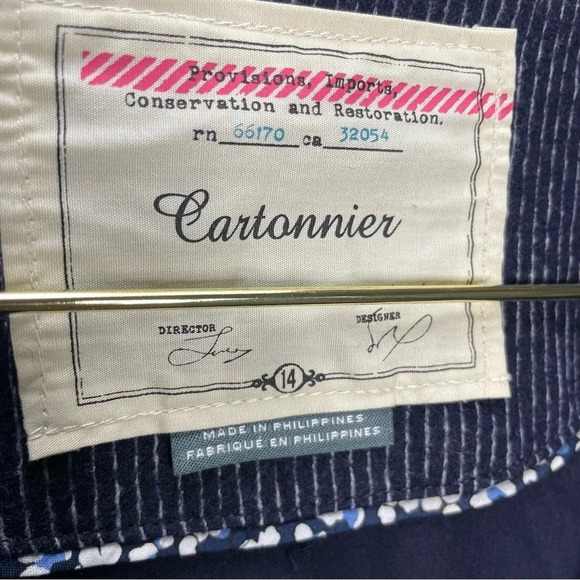 Provisions, Imports,
Conservation and Restoration.
rn 66170 ca 32054
Cartonnier
DIRECTOR DESIGNER
14
MADE IN PHILIPPINES
FABRIQUÉ EN PHILIPPINES